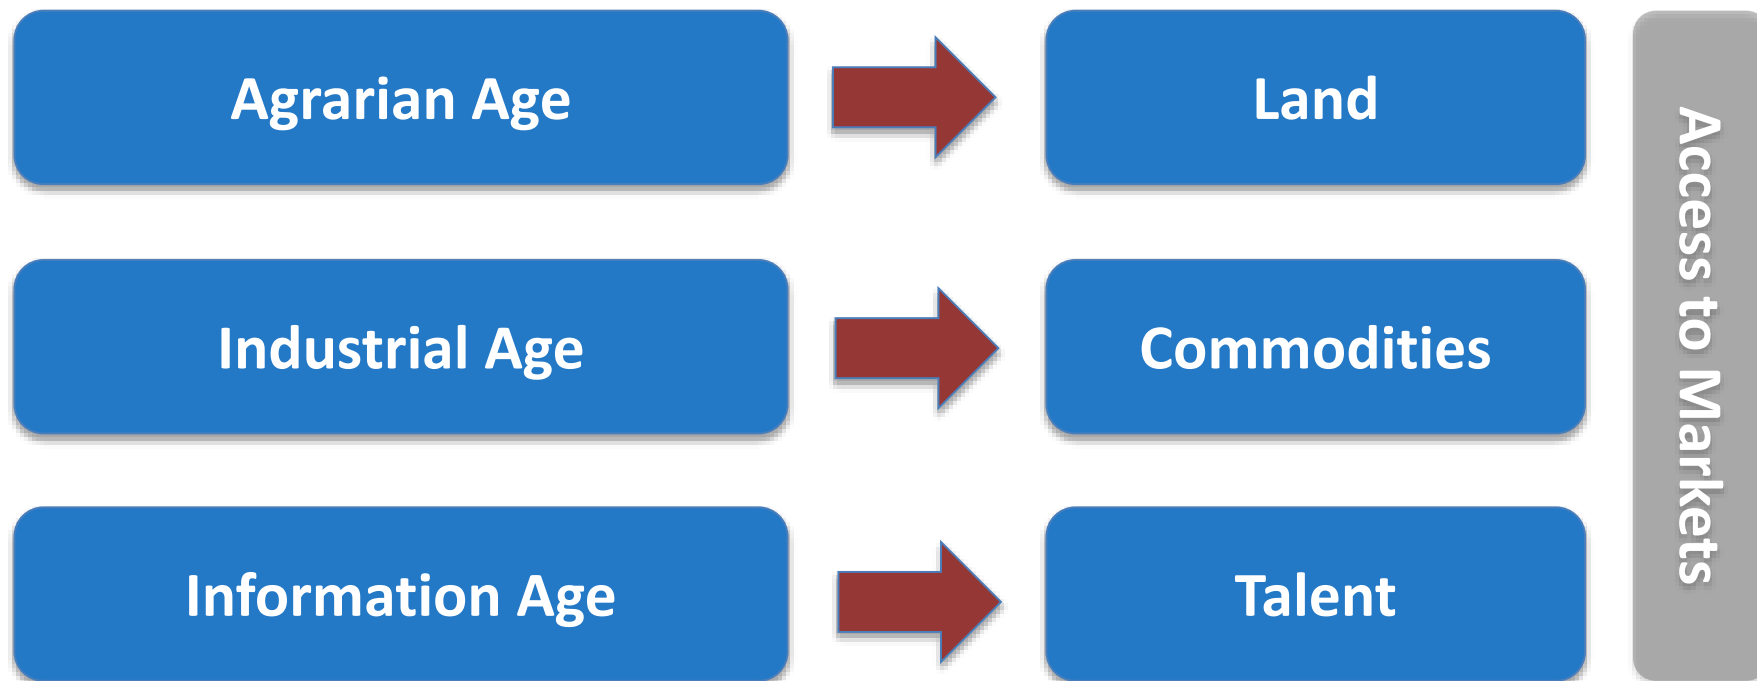 Agrarian Age
Land
Industrial Age
Commodities
Information Age
Talent
Access to Markets